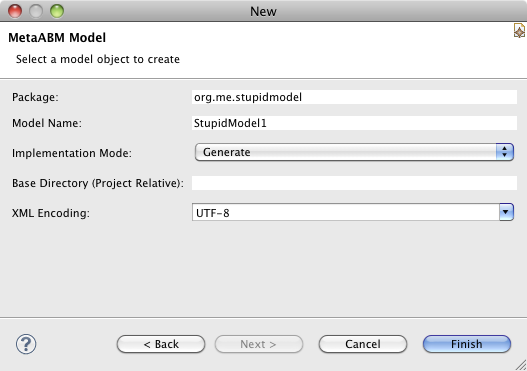 New
MetaABM Model
Select a model object to create
Package: org.me.stupidmodel
Model Name: StupidModel1
Implementation Mode: Generate
Base Directory (Project Relative):
XML Encoding: UTF-8
? < Back Next > Cancel Finish